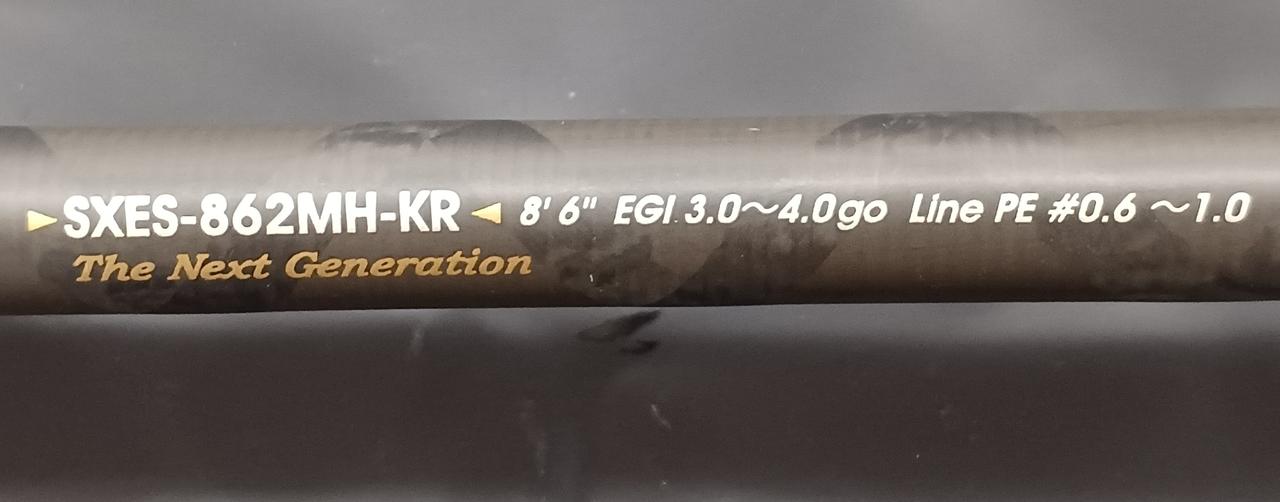 SXES-862MH-KR 8' 6" EGI 3.0〜4.0go Line PE #0.6 〜1.0
The Next Generation